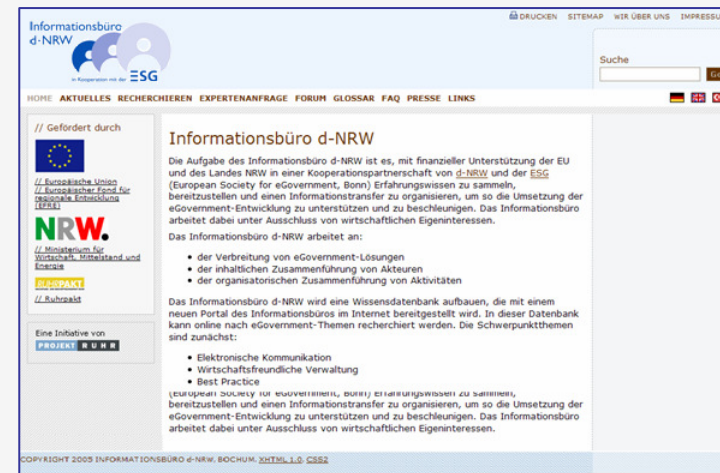 DRUCKEN SITEMAP WIR ÜBER UNS IMPRESSU
Informationsbüro
d-NRW
in Kooperation mit der ESG
Suche
Go
HOME AKTUELLES RECHERCHIEREN EXPERTENANFRAGE FORUM GLOSSAR FAQ PRESSE LINKS
// Gefördert durch
// Europäische Union
// Europäischer Fond für
regionale Entwicklung
(EFRE)
NRW.
// Ministerium für
Wirtschaft, Mittelstand und
Energie
RUHRPAKT
// Ruhrpakt
Eine Initiative von
PROJEKT RUHR
Informationsbüro d-NRW
Die Aufgabe des Informationsbüro d-NRW ist es, mit finanzieller Unterstützung der EU
und des Landes NRW in einer Kooperationspartnerschaft von d-NRW und der ESG
(European Society for eGovernment, Bonn) Erfahrungswissen zu sammeln,
bereitzustellen und einen Informationstransfer zu organisieren, um so die Umsetzung der
eGovernment-Entwicklung zu unterstützen und zu beschleunigen. Das Informationsbüro
arbeitet dabei unter Ausschluss von wirtschaftlichen Eigeninteressen.
Das Informationsbüro d-NRW arbeitet an:
• der Verbreitung von eGovernment-Lösungen
• der inhaltlichen Zusammenführung von Akteuren
• der organisatorischen Zusammenführung von Aktivitäten
Das Informationsbüro d-NRW wird eine Wissensdatenbank aufbauen, die mit einem
neuen Portal des Informationsbüros im Internet bereitgestellt wird. In dieser Datenbank
kann online nach eGovernment-Themen recherchiert werden. Die Schwerpunktthemen
sind zunächst:
• Elektronische Kommunikation
• Wirtschaftsfreundliche Verwaltung
• Best Practice
(European Society for eGovernment, Bonn) Erfahrungswissen zu sammeln,
bereitzustellen und einen Informationstransfer zu organisieren, um so die Umsetzung der
eGovernment-Entwicklung zu unterstützen und zu beschleunigen. Das Informationsbüro
arbeitet dabei unter Ausschluss von wirtschaftlichen Eigeninteressen.
COPYRIGHT 2005 INFORMATIONSBÜRO d-NRW, BOCHUM. XHTML 1.0. CSS2